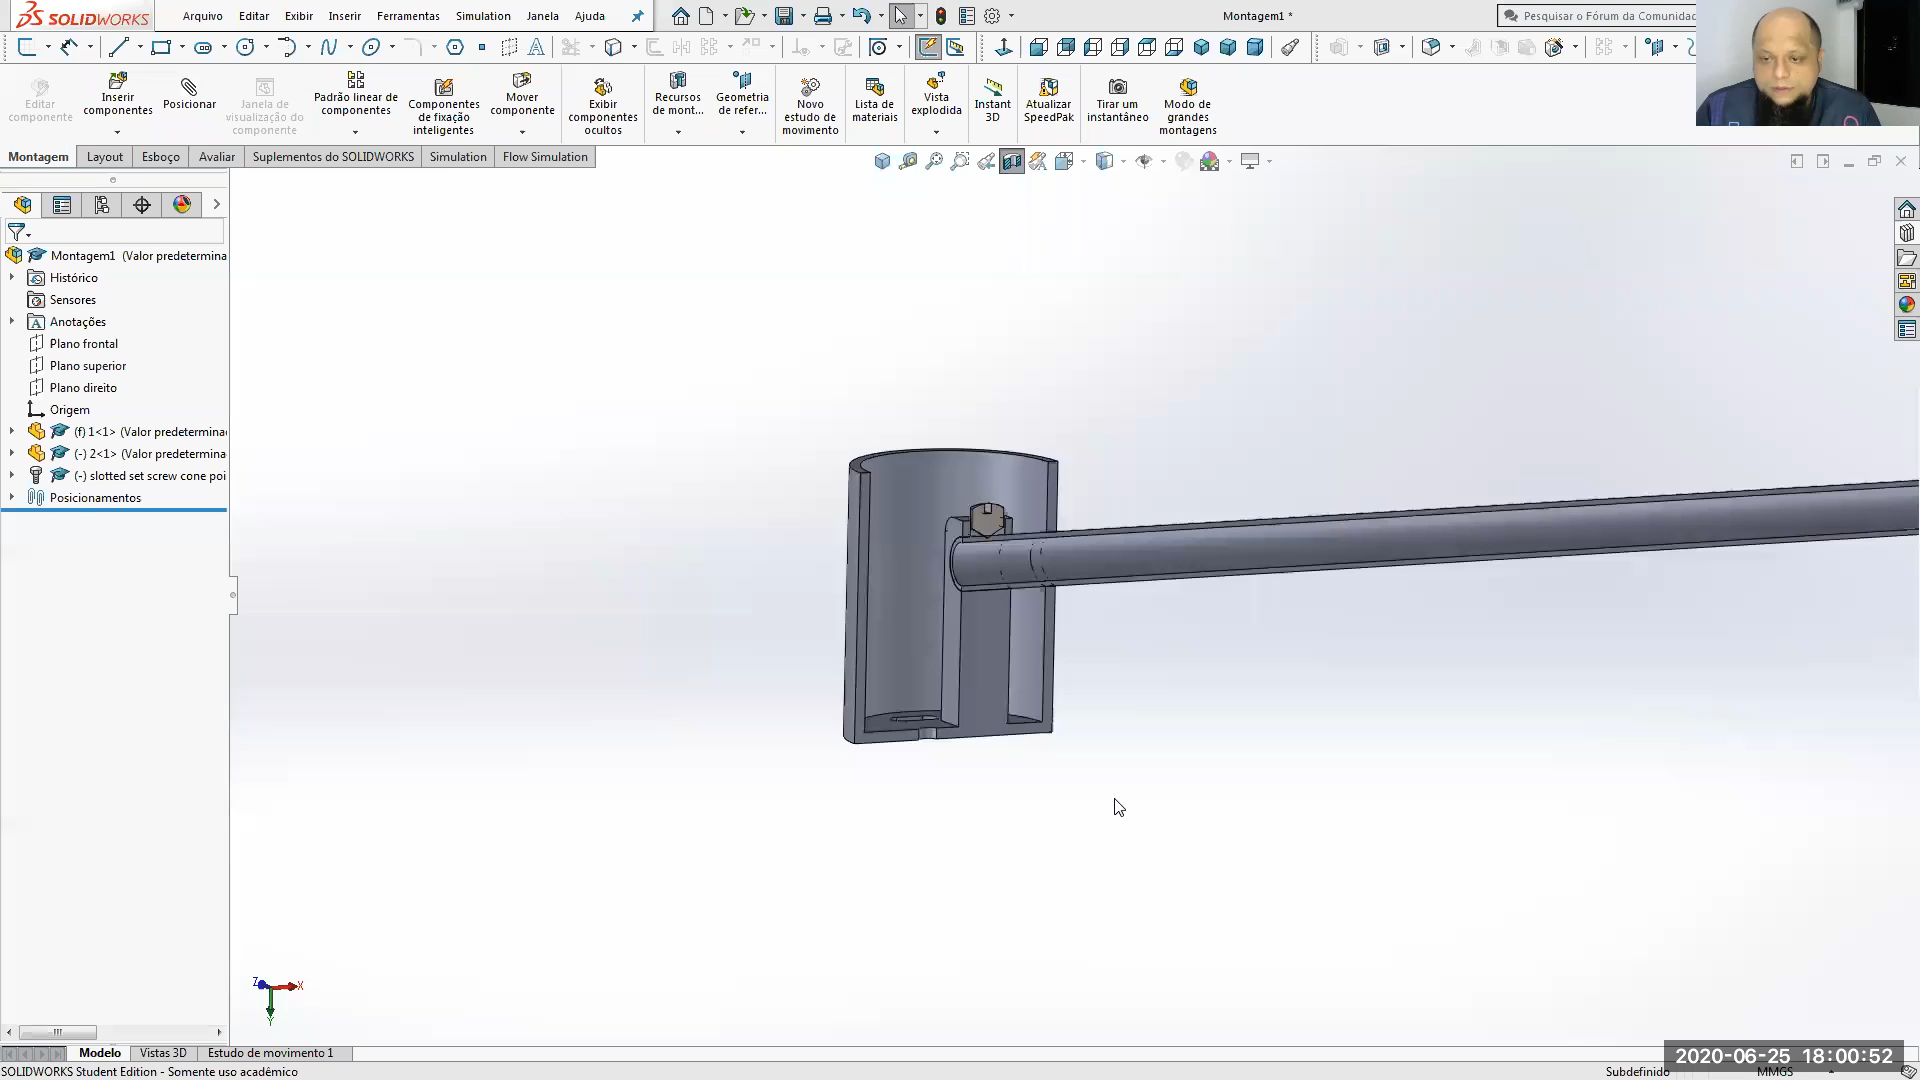 SOLIDWORKS
Arquivo Editar Exibir Inserir Ferramentas Simulation Janela Ajuda
Montagem1 *
Pesquisar o Fórum da Comunidac
Editar componente
Inserir componentes
Posicionar
Janela de visualização do componente
Padrão linear de componentes
Componentes de fixação inteligentes
Mover componente
Exibir componentes ocultos
Recursos de mont...
Geometria de refer...
Novo estudo de movimento
Lista de materiais
Vista explodida
Instant 3D
Atualizar SpeedPak
Tirar um instantâneo
Modo de grandes montagens
Montagem Layout Esboço Avaliar Suplementos do SOLIDWORKS Simulation Flow Simulation
Montagem1 (Valor predetermina
Histórico
Sensores
Anotações
Plano frontal
Plano superior
Plano direito
Origem
(f) 1<1> (Valor predetermina
(-) 2<1> (Valor predetermina
(-) slotted set screw cone poi
Posicionamentos
Z X
Y
Modelo Vistas 3D Estudo de movimento 1
2020-06-25 18:00:52
SOLIDWORKS Student Edition - Somente uso acadêmico
Subdefinido MMGS